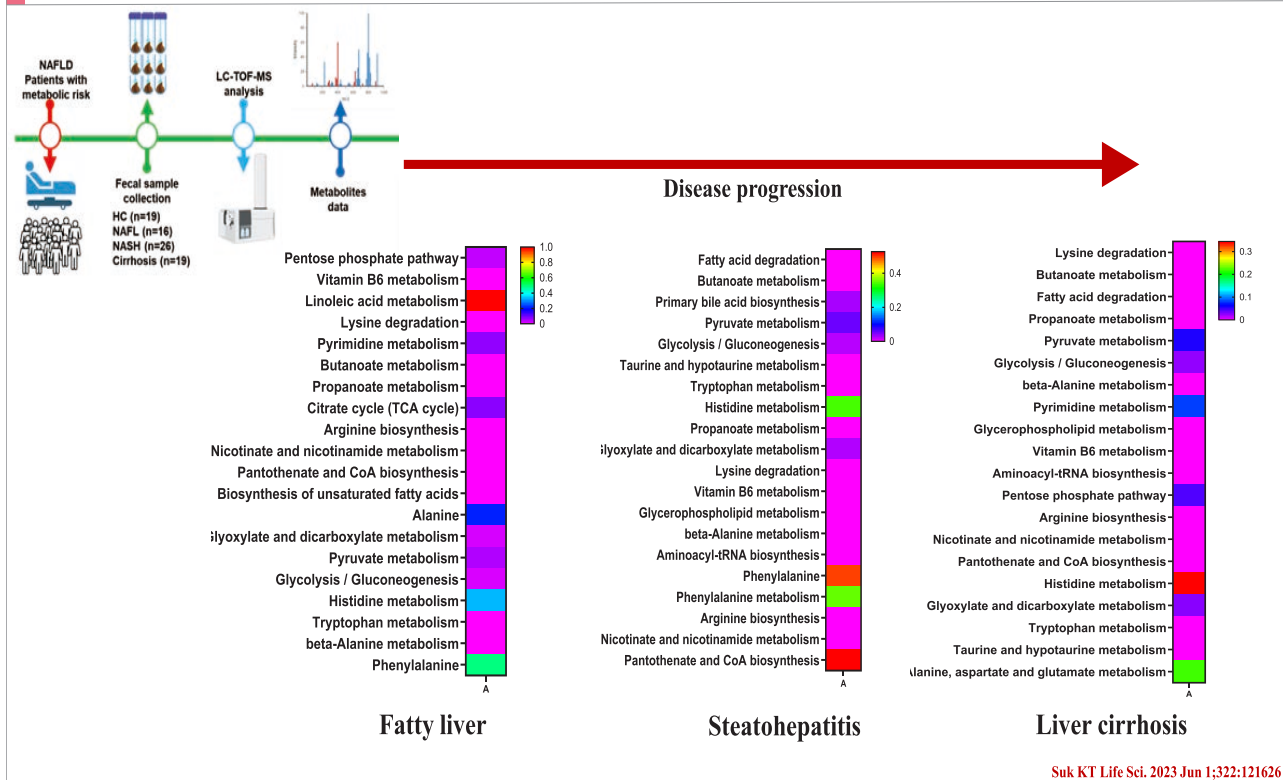 NAFLD
Patients with
metabolic risk
LC-TOF-MS
analysis
Fecal sample
collection
HC (n=19)
NAFL (n=16)
NASH (n=26)
Cirrhosis (n=19)
Metabolites
data
Disease progression
Pentose phosphate pathway
Vitamin B6 metabolism
Linoleic acid metabolism
Lysine degradation
Pyrimidine metabolism
Butanoate metabolism
Propanoate metabolism
Citrate cycle (TCA cycle)
Arginine biosynthesis
Nicotinate and nicotinamide metabolism
Pantothenate and CoA biosynthesis
Biosynthesis of unsaturated fatty acids
Alanine
lyoxylate and dicarboxylate metabolism
Pyruvate metabolism
Glycolysis / Gluconeogenesis
Histidine metabolism
Tryptophan metabolism
beta-Alanine metabolism
Phenylalanine
A
1.0
0.8
0.6
0.4
0.2
0
Fatty liver
Fatty acid degradation
Butanoate metabolism
Primary bile acid biosynthesis
Pyruvate metabolism
Glycolysis / Gluconeogenesis
Taurine and hypotaurine metabolism
Tryptophan metabolism
Histidine metabolism
Propanoate metabolism
lyoxylate and dicarboxylate metabolism
Lysine degradation
Vitamin B6 metabolism
Glycerophospholipid metabolism
beta-Alanine metabolism
Aminoacyl-tRNA biosynthesis
Phenylalanine
Phenylalanine metabolism
Arginine biosynthesis
Nicotinate and nicotinamide metabolism
Pantothenate and CoA biosynthesis
A
0.4
0.2
0
Steatohepatitis
Lysine degradation
Butanoate metabolism
Fatty acid degradation
Propanoate metabolism
Pyruvate metabolism
Glycolysis / Gluconeogenesis
beta-Alanine metabolism
Pyrimidine metabolism
Glycerophospholipid metabolism
Vitamin B6 metabolism
Aminoacyl-tRNA biosynthesis
Pentose phosphate pathway
Arginine biosynthesis
Nicotinate and nicotinamide metabolism
Pantothenate and CoA biosynthesis
Histidine metabolism
Glyoxylate and dicarboxylate metabolism
Tryptophan metabolism
Taurine and hypotaurine metabolism
lanine, aspartate and glutamate metabolism
A
0.3
0.2
0.1
0
Liver cirrhosis
Suk KT Life Sci. 2023 Jun 1;322:121626